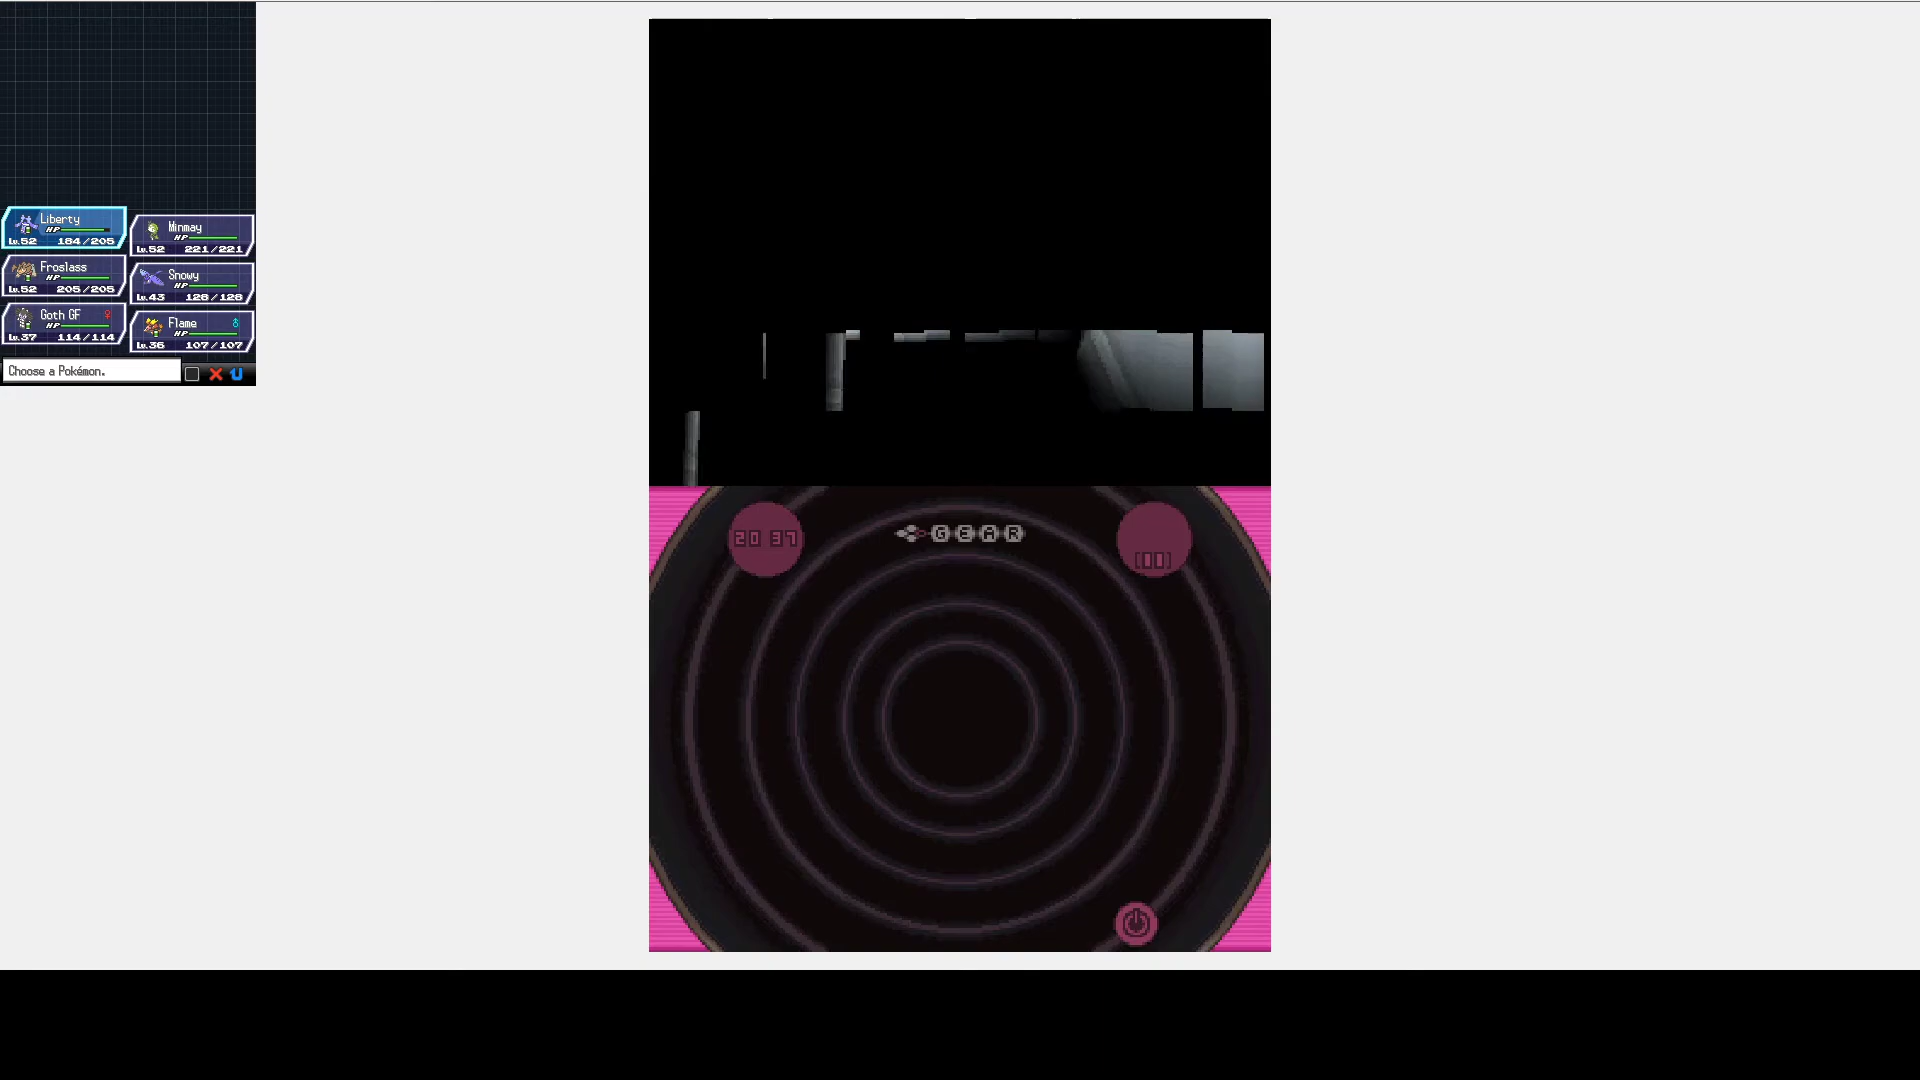 Liberty
HP
Lv.52 184/205
Minmay
HP
Lv.52 221/221
Froslass
HP
Lv.52 205/205
Snowy
HP
Lv.43 128/128
Goth GF ♀
HP
Lv.37 114/114
Flame ♂
HP
Lv.36 107/107
Choose a Pokémon.
20 37
GEAR